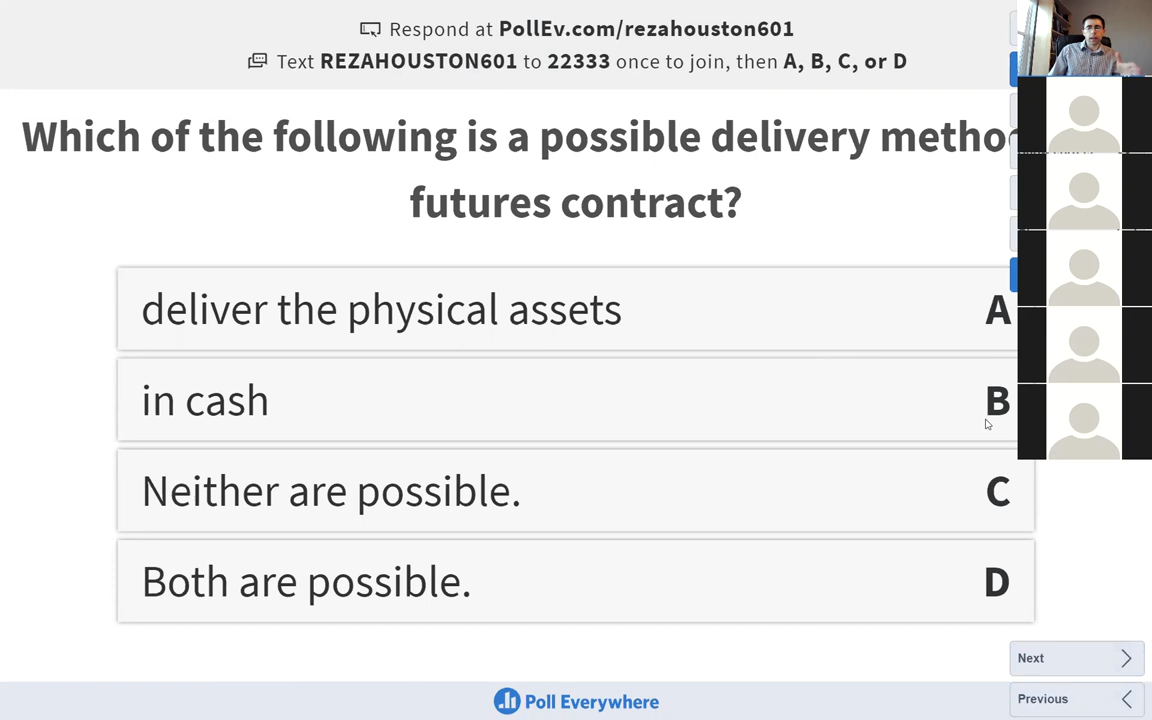 Respond at PollEv.com/rezahouston601
Text REZAHOUSTON601 to 22333 once to join, then A, B, C, or D
Which of the following is a possible delivery
futures contract?
deliver the physical assets A
in cash B
Neither are possible. C
Both are possible. D
Next
Previous
Poll Everywhere